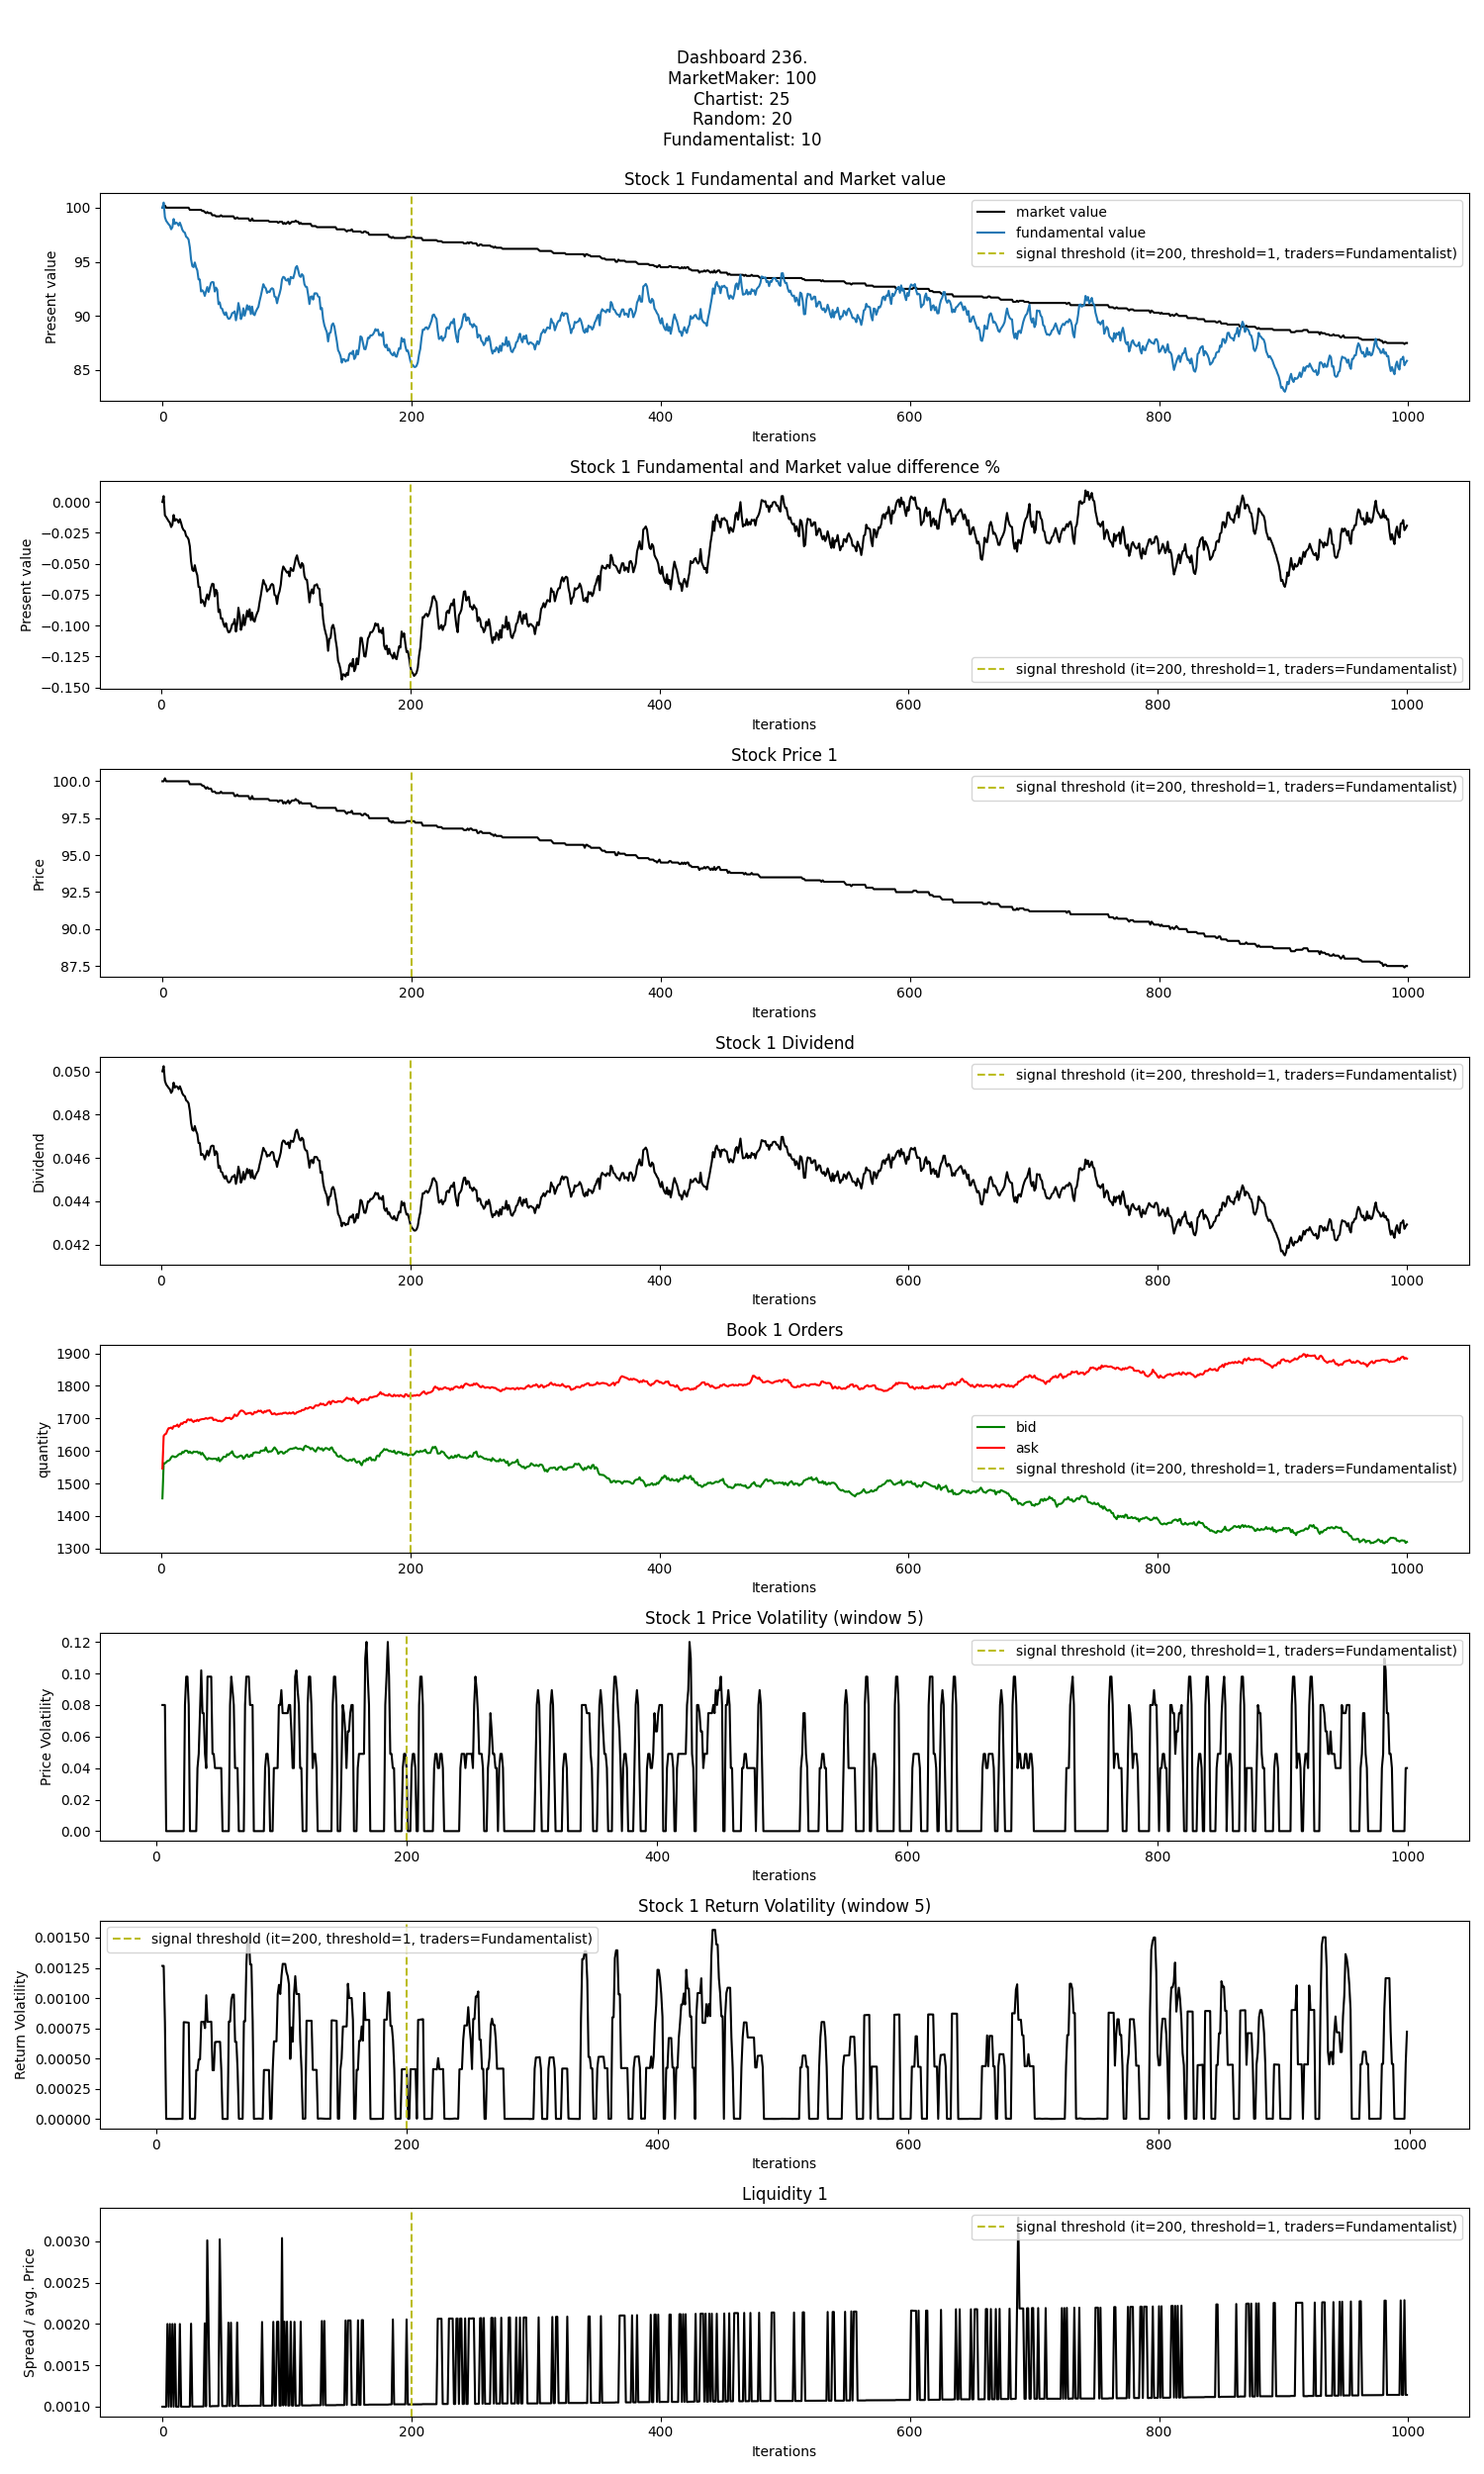 Dashboard 236.
MarketMaker: 100
Chartist: 25
Random: 20
Fundamentalist: 10
Stock 1 Fundamental and Market value
Present value
100
95
90
85
market value
fundamental value
signal threshold (it=200, threshold=1, traders=Fundamentalist)
0 200 400 600 800 1000
Iterations
Stock 1 Fundamental and Market value difference %
Present value
0.000
−0.025
−0.050
−0.075
−0.100
−0.125
−0.150
signal threshold (it=200, threshold=1, traders=Fundamentalist)
0 200 400 600 800 1000
Iterations
Stock Price 1
Price
100.0
97.5
95.0
92.5
90.0
87.5
signal threshold (it=200, threshold=1, traders=Fundamentalist)
0 200 400 600 800 1000
Iterations
Stock 1 Dividend
Dividend
0.050
0.048
0.046
0.044
0.042
signal threshold (it=200, threshold=1, traders=Fundamentalist)
0 200 400 600 800 1000
Iterations
Book 1 Orders
quantity
1900
1800
1700
1600
1500
1400
1300
bid
ask
signal threshold (it=200, threshold=1, traders=Fundamentalist)
0 200 400 600 800 1000
Iterations
Stock 1 Price Volatility (window 5)
Price Volatility
0.12
0.10
0.08
0.06
0.04
0.02
0.00
signal threshold (it=200, threshold=1, traders=Fundamentalist)
0 200 400 600 800 1000
Iterations
Stock 1 Return Volatility (window 5)
Return Volatility
0.00150
0.00125
0.00100
0.00075
0.00050
0.00025
0.00000
signal threshold (it=200, threshold=1, traders=Fundamentalist)
0 200 400 600 800 1000
Iterations
Liquidity 1
Spread / avg. Price
0.0030
0.0025
0.0020
0.0015
0.0010
signal threshold (it=200, threshold=1, traders=Fundamentalist)
0 200 400 600 800 1000
Iterations